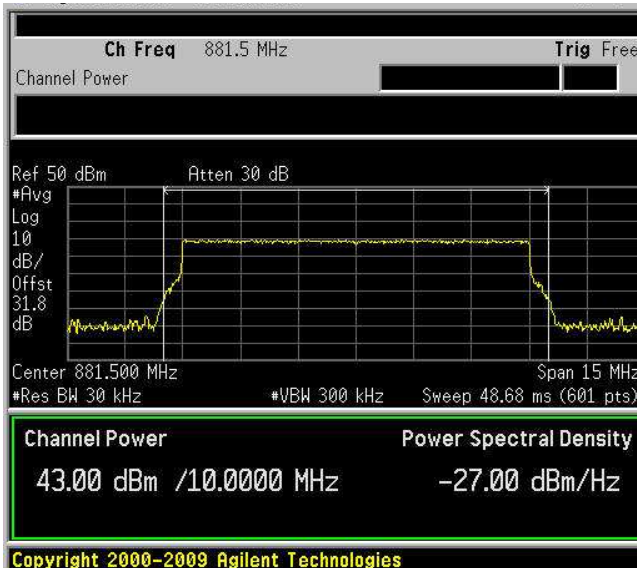 Ch Freq 881.5 MHz Trig Free
Channel Power
Ref 50 dBm Atten 30 dB
#Avg
Log
10
dB/
Offst
31.8
dB
Center 881.500 MHz Span 15 MHz
#Res BW 30 kHz #VBW 300 kHz Sweep 48.68 ms (601 pts)
Channel Power Power Spectral Density
43.00 dBm /10.0000 MHz -27.00 dBm/Hz
Copyright 2000-2009 Agilent Technologies